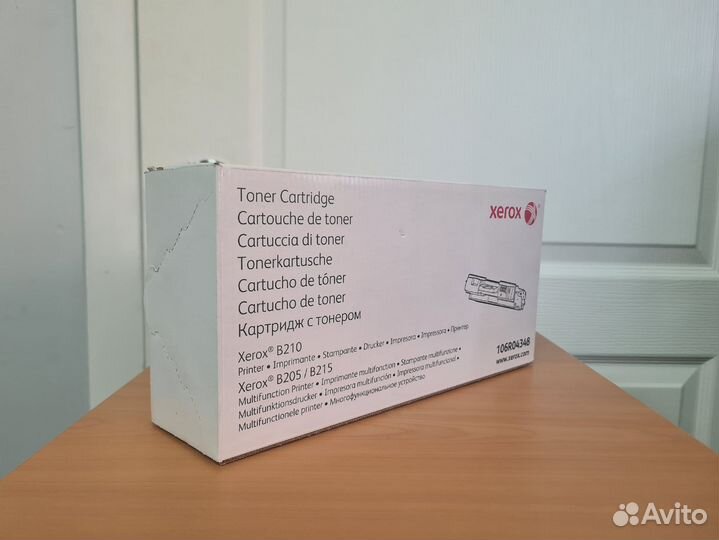 Toner Cartridge
Cartouche de toner
Cartuccia di toner
Tonerkartusche
Cartucho de tóner
Cartucho de toner
Картридж с тонером
Xerox® B210
Printer • Imprimante • Stampante • Drucker • Impresora • Impressora • Принтер
Xerox® B205 / B215
Multifunction Printer • Imprimante multifonction • Stampante multifunzione •
Multifunktionsdrucker • Impresora multifunción • Impressora multifuncional •
Multifunctionele printer • Многофункциональное устройство
xerox
106R04348
www.xerox.com
Avito